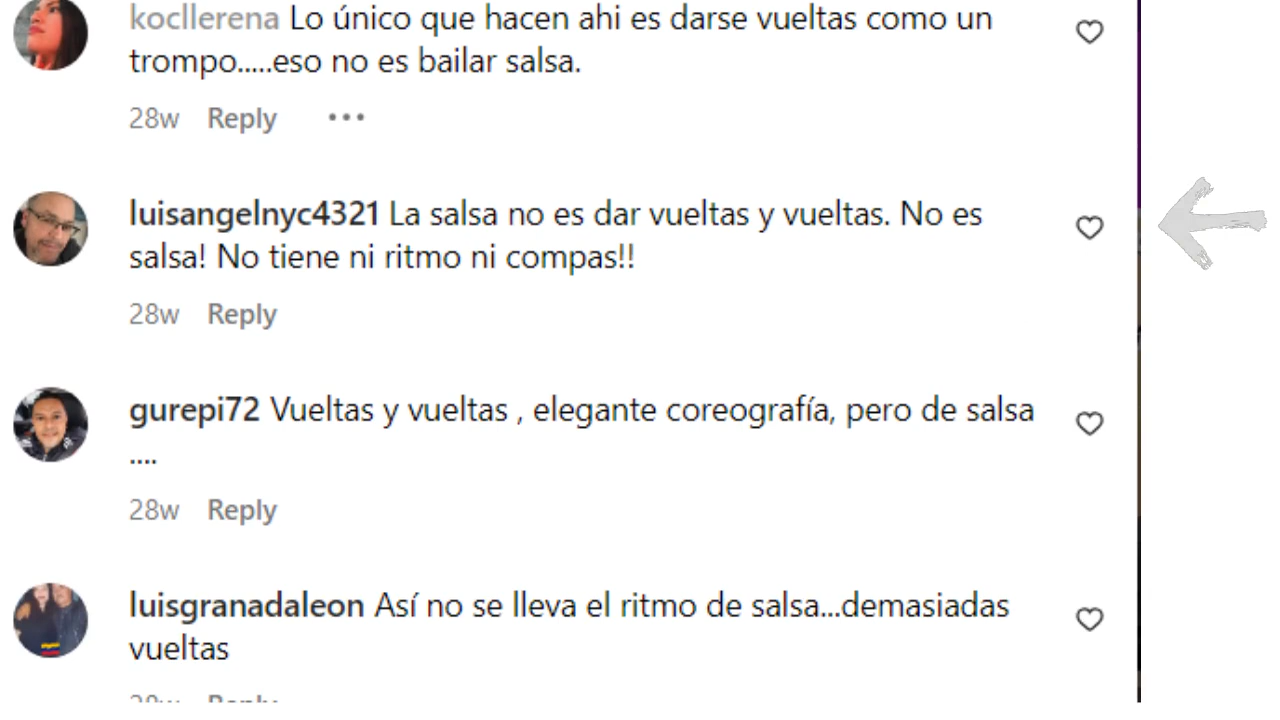 kocllerena Lo único que hacen ahi es darse vueltas como un
trompo.....eso no es bailar salsa.
28w Reply •••
luisangelnyc4321 La salsa no es dar vueltas y vueltas. No es
salsa! No tiene ni ritmo ni compas!!
28w Reply
gurepi72 Vueltas y vueltas , elegante coreografía, pero de salsa
....
28w Reply
luisgranadaleon Así no se lleva el ritmo de salsa...demasiadas
vueltas
28w Reply